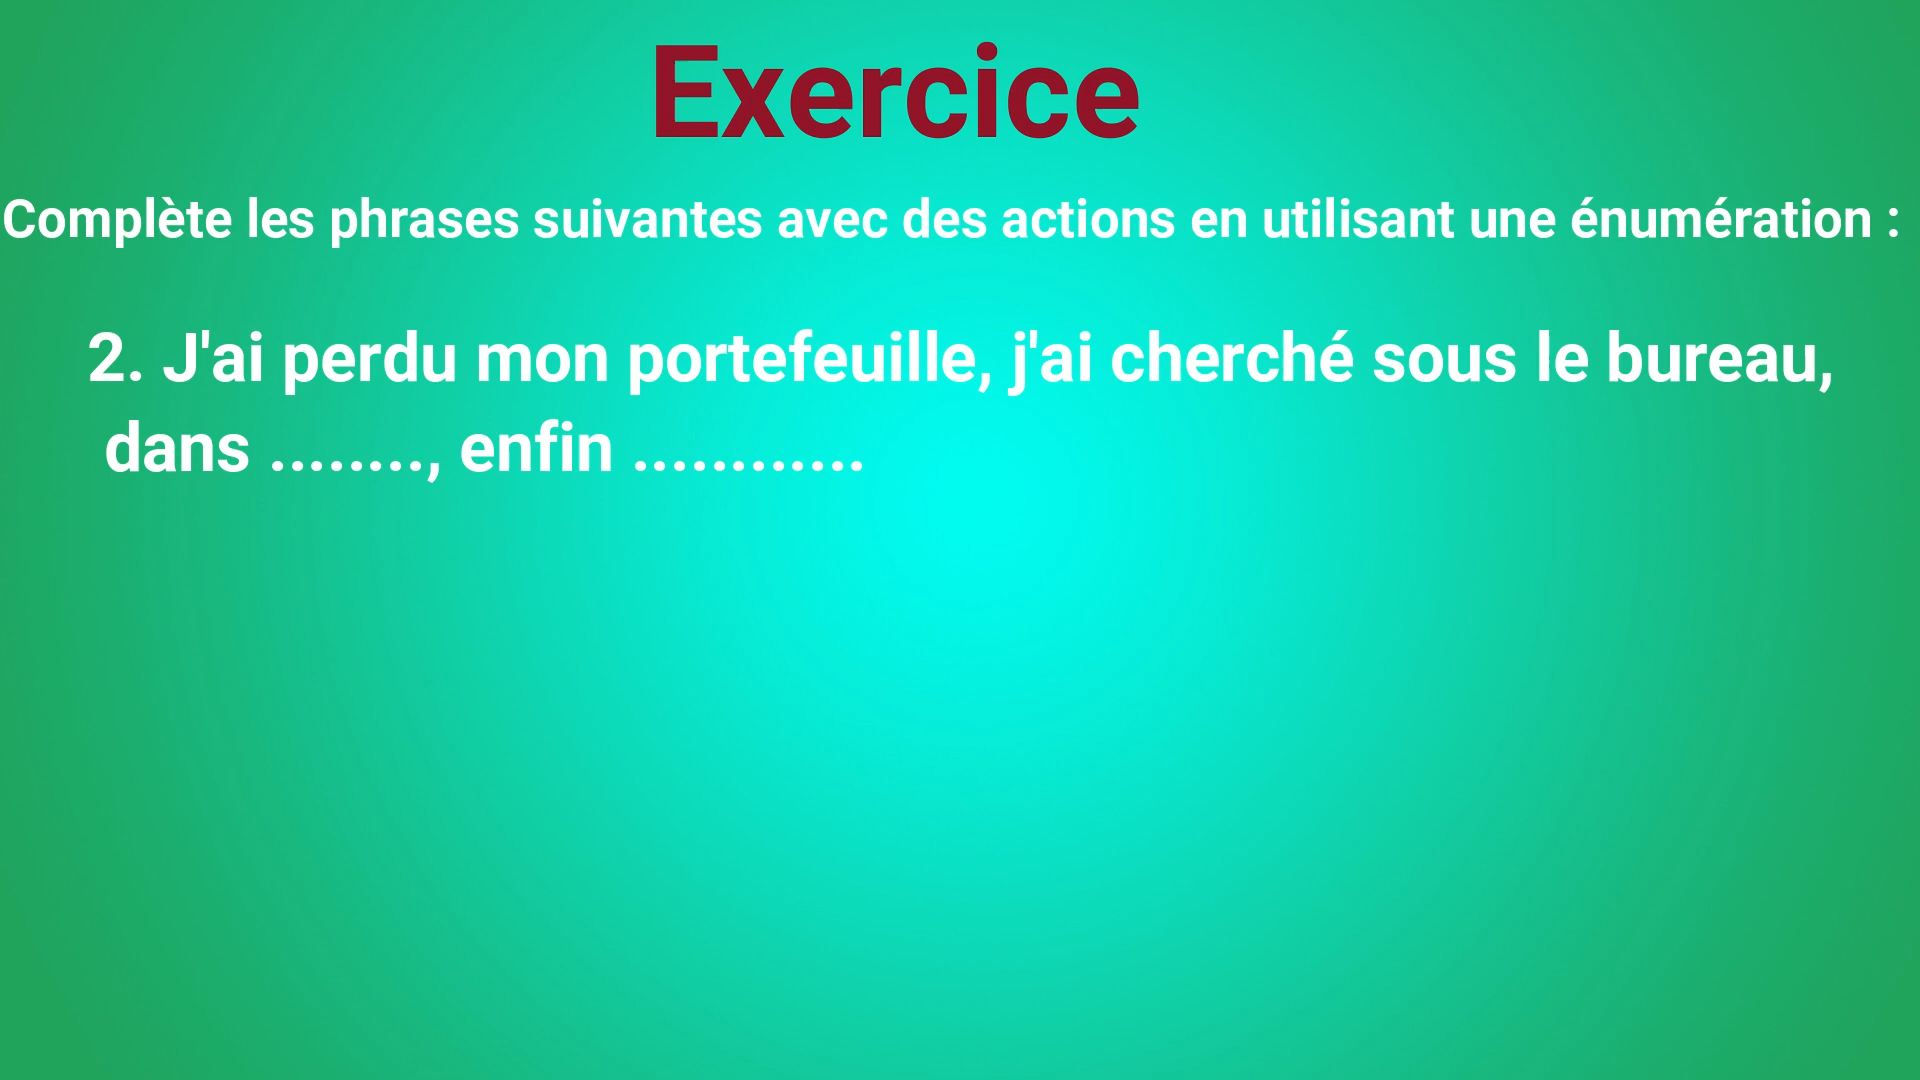 Exercice
Complète les phrases suivantes avec des actions en utilisant une énumération :
2. J'ai perdu mon portefeuille, j'ai cherché sous le bureau,
dans ........, enfin ............